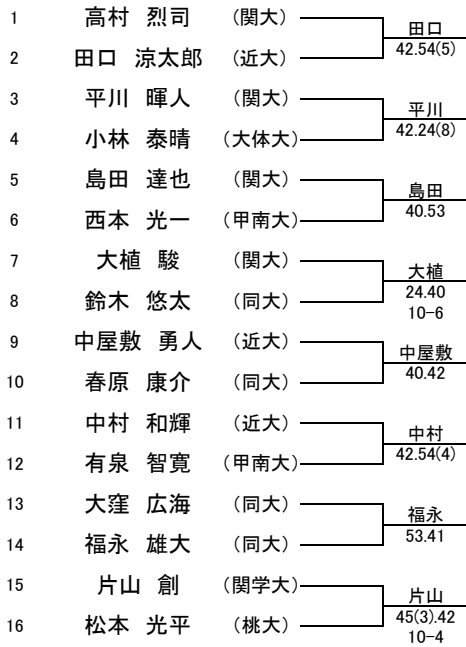 1 高村 烈司 (関大)
田口
42.54(5)
2 田口 涼太郎 (近大)
3 平川 暉人 (関大)
平川
42.24(8)
4 小林 泰晴 (大体大)
5 島田 達也 (関大)
島田
40.53
6 西本 光一 (甲南大)
7 大植 駿 (関大)
大植
24.40
10-6
8 鈴木 悠太 (同大)
9 中屋敷 勇人 (近大)
中屋敷
40.42
10 春原 康介 (同大)
11 中村 和輝 (近大)
中村
42.54(4)
12 有泉 智寛 (甲南大)
13 大窪 広海 (同大)
福永
53.41
14 福永 雄大 (同大)
15 片山 創 (関学大)
片山
45(3).42
10-4
16 松本 光平 (桃大)